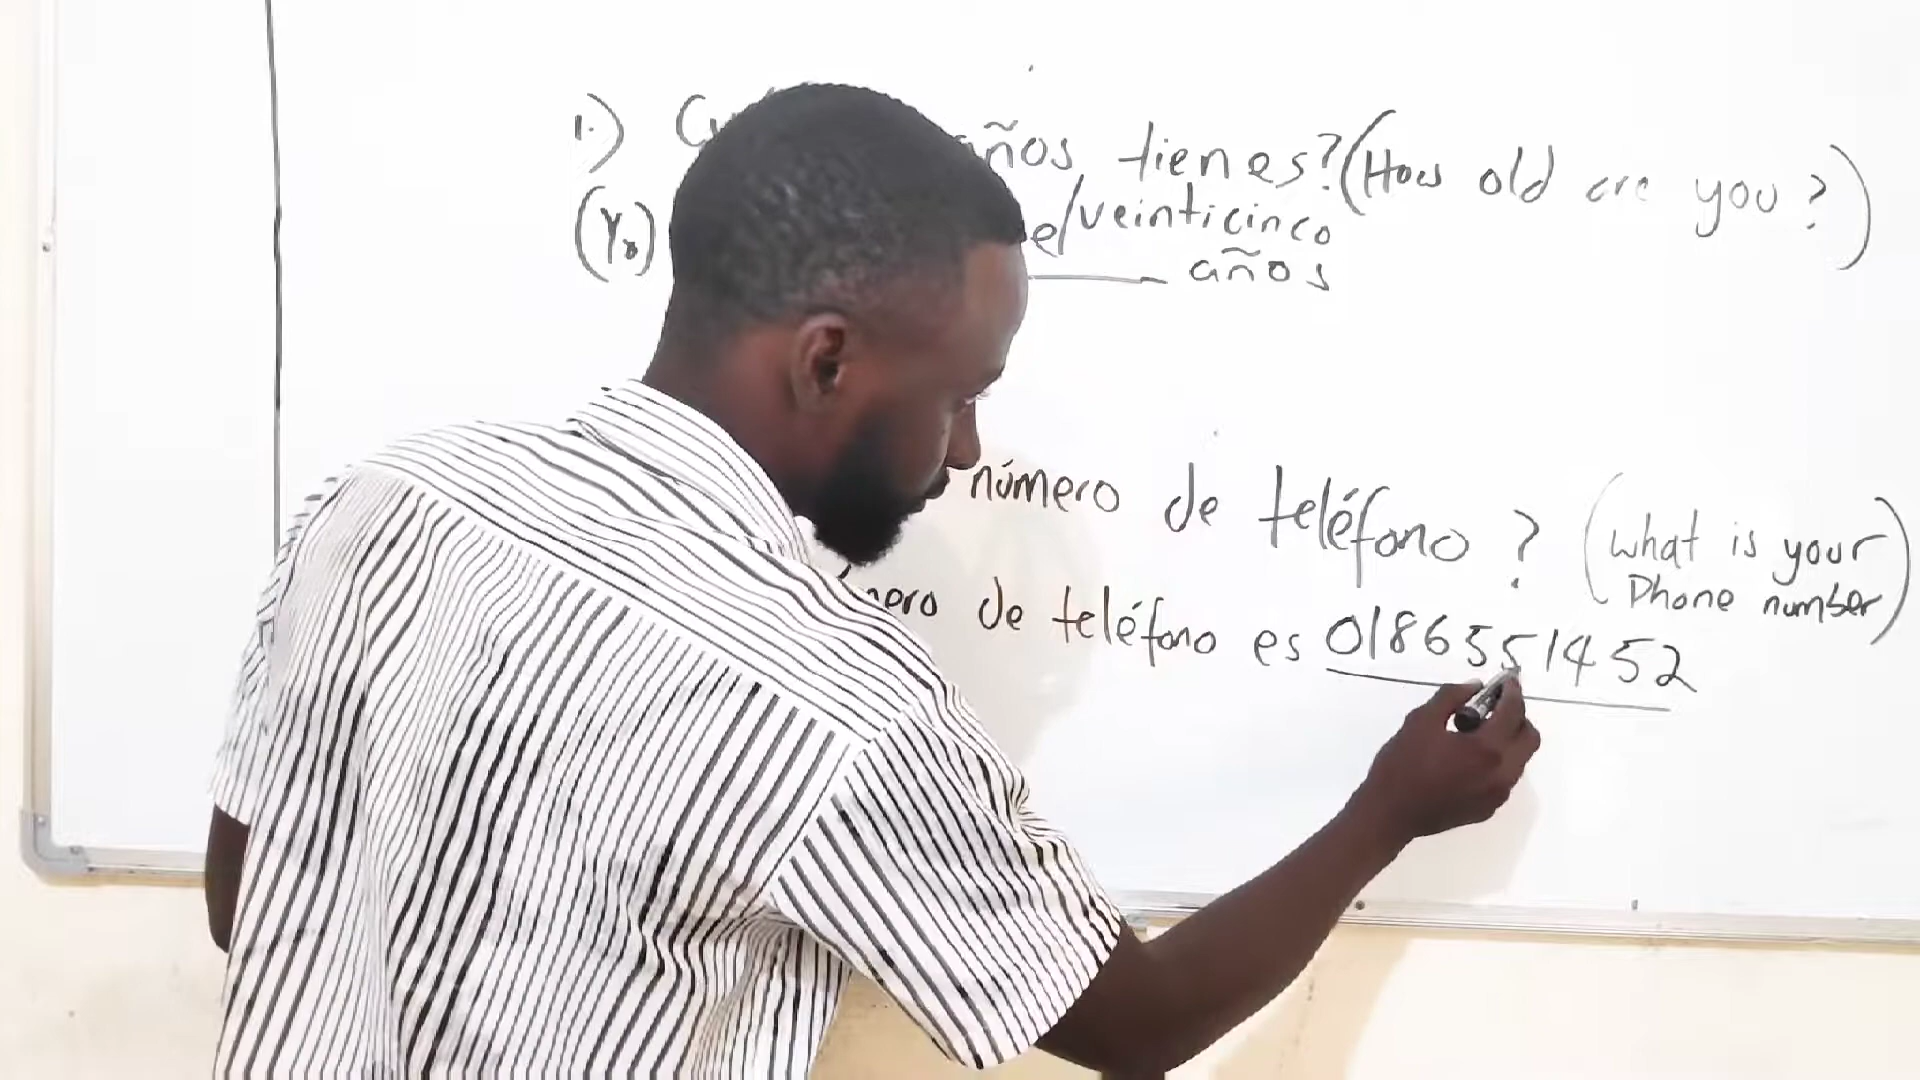 1.) años tienes? (How old are you?)
(Yo) /veinticinco
años
número de teléfono? (what is your
Phone number)
de teléfono es 01865551452